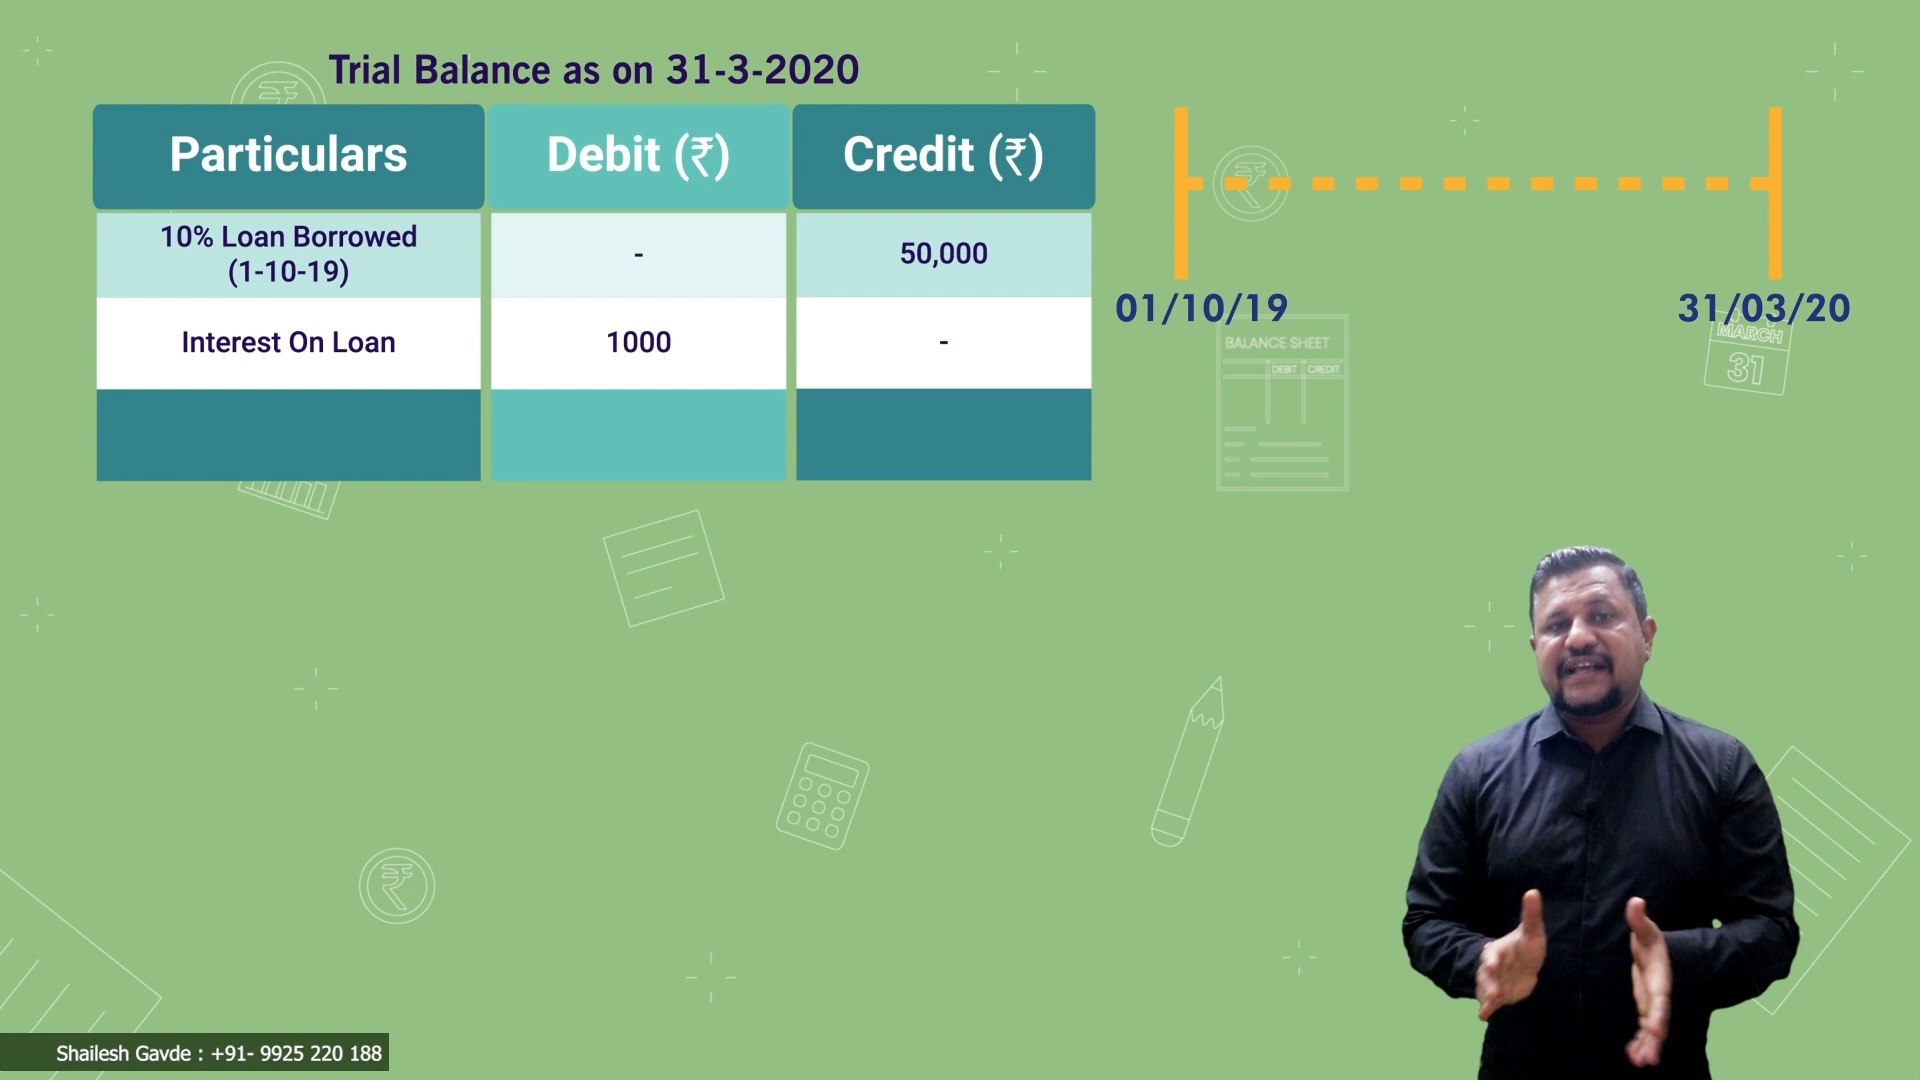 Trial Balance as on 31-3-2020
Particulars Debit (₹) Credit (₹)
10% Loan Borrowed
(1-10-19)
-
50,000
Interest On Loan 1000 -
01/10/19 31/03/20
BALANCE SHEET
DEBIT CREDIT
MARCH
31
Shailesh Gavde : +91- 9925 220 188